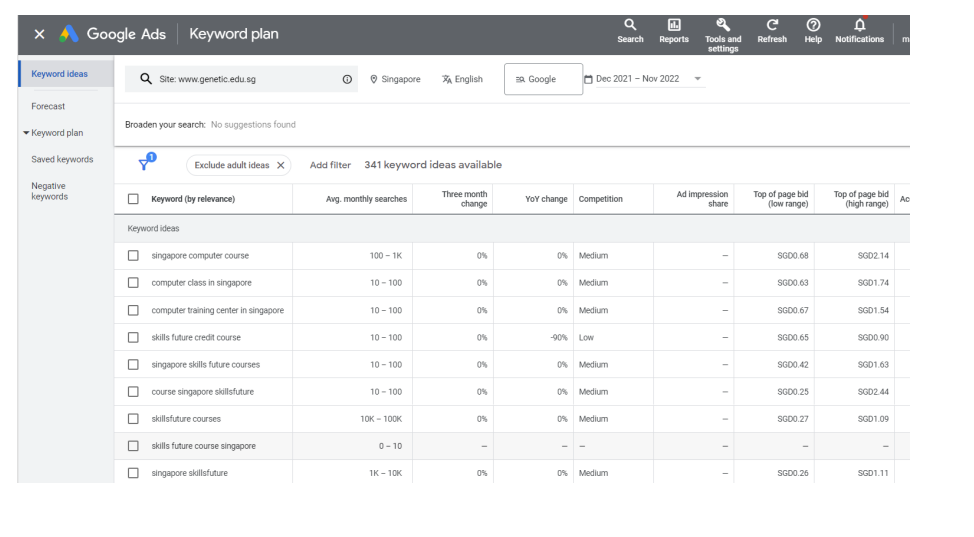 Google Ads Keyword plan
Search Reports Tools and settings Refresh Help Notifications m
Keyword ideas
Forecast
Keyword plan
Saved keywords
Negative keywords
Site: www.genetic.edu.sg Singapore English Google Dec 2021 – Nov 2022
Broaden your search: No suggestions found
1 Exclude adult ideas Add filter 341 keyword ideas available
Keyword (by relevance) Avg. monthly searches Three month change YoY change Competition Ad impression share Top of page bid (low range) Top of page bid (high range) Ac
Keyword ideas
singapore computer course 100 – 1K 0% 0% Medium – SGD0.68 SGD2.14
computer class in singapore 10 – 100 0% 0% Medium – SGD0.63 SGD1.74
computer training center in singapore 10 – 100 0% 0% Medium – SGD0.67 SGD1.54
skills future credit course 10 – 100 0% -90% Low – SGD0.65 SGD0.90
singapore skills future courses 10 – 100 0% 0% Medium – SGD0.42 SGD1.63
course singapore skillsfuture 10 – 100 0% 0% Medium – SGD0.25 SGD2.44
skillsfuture courses 10K – 100K 0% 0% Medium – SGD0.27 SGD1.09
skills future course singapore 0 – 10 – – – – – –
singapore skillsfuture 1K – 10K 0% 0% Medium – SGD0.26 SGD1.11